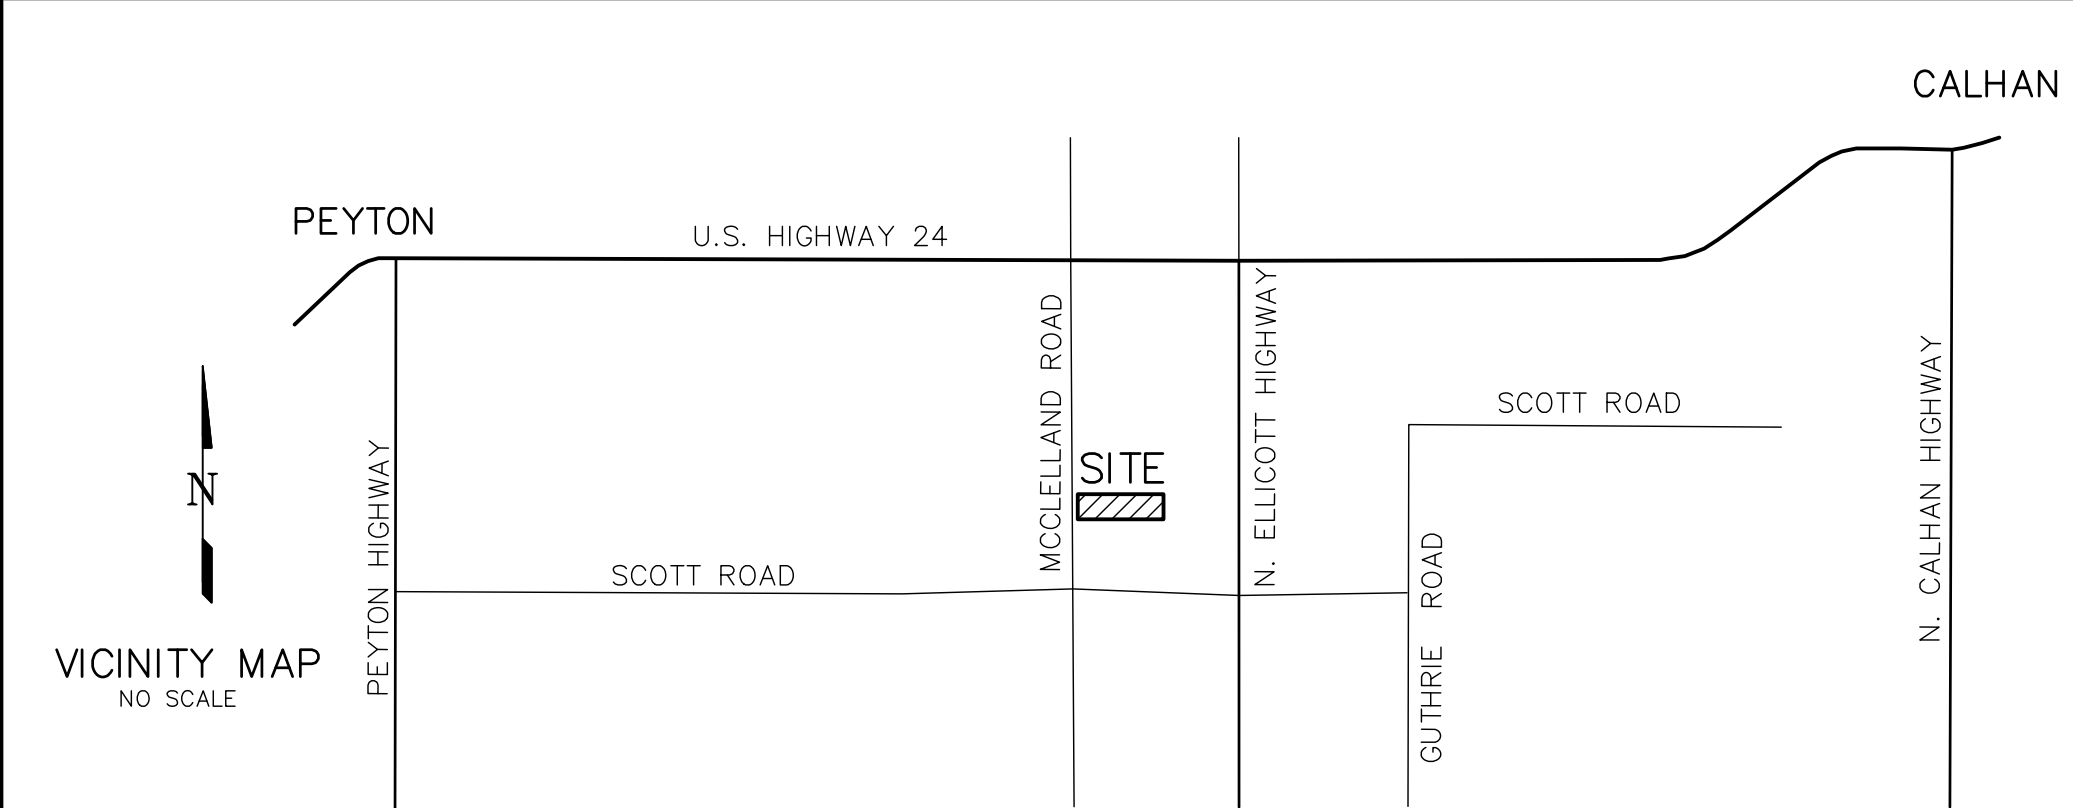 CALHAN
PEYTON
U.S. HIGHWAY 24
MCCLELLAND ROAD
N. ELLICOTT HIGHWAY
SCOTT ROAD
N. CALHAN HIGHWAY
PEYTON HIGHWAY
SITE
N
SCOTT ROAD
GUTHRIE ROAD
VICINITY MAP
NO SCALE